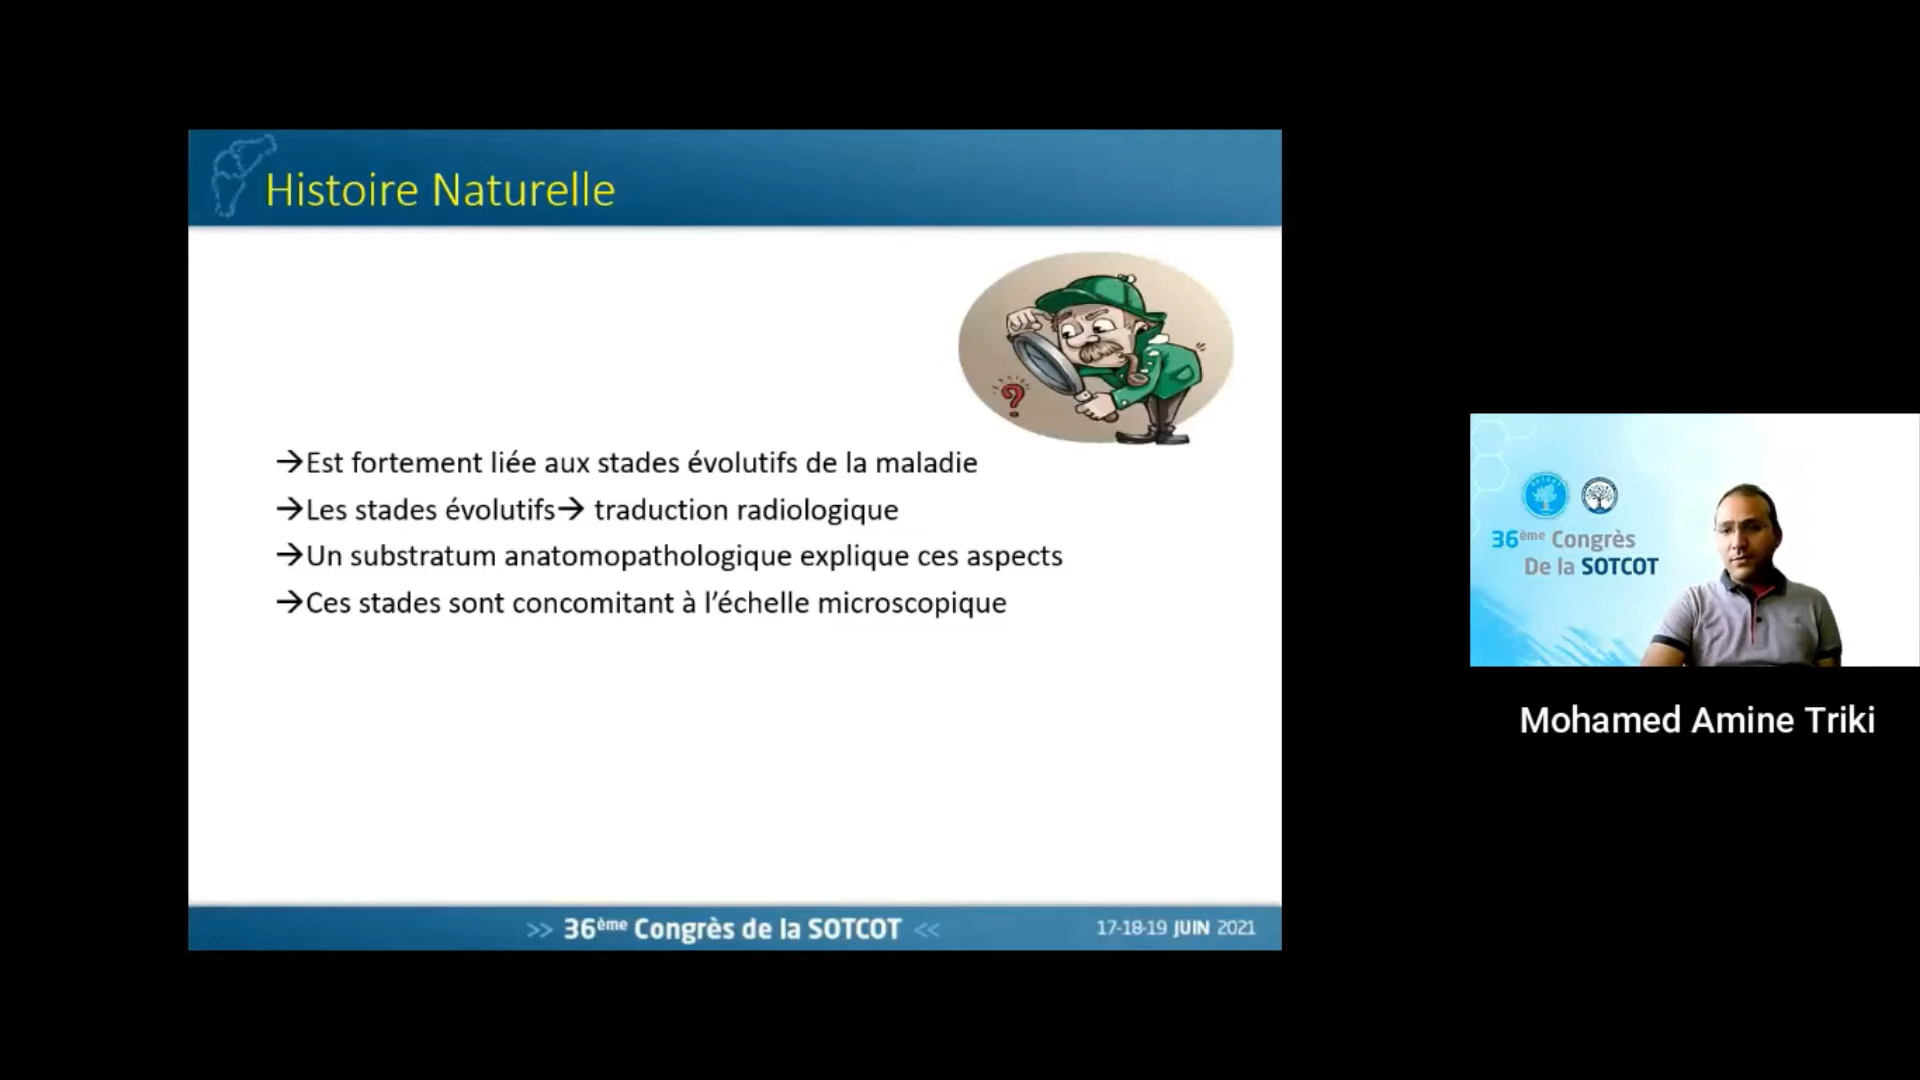 Histoire Naturelle
→Est fortement liée aux stades évolutifs de la maladie
→Les stades évolutifs→ traduction radiologique
→Un substratum anatomopathologique explique ces aspects
→Ces stades sont concomitant à l’échelle microscopique
?
>> 36ème Congrès de la SOTCOT <<
17-18-19 JUIN 2021
36ème Congrès
De la SOTCOT
Mohamed Amine Triki